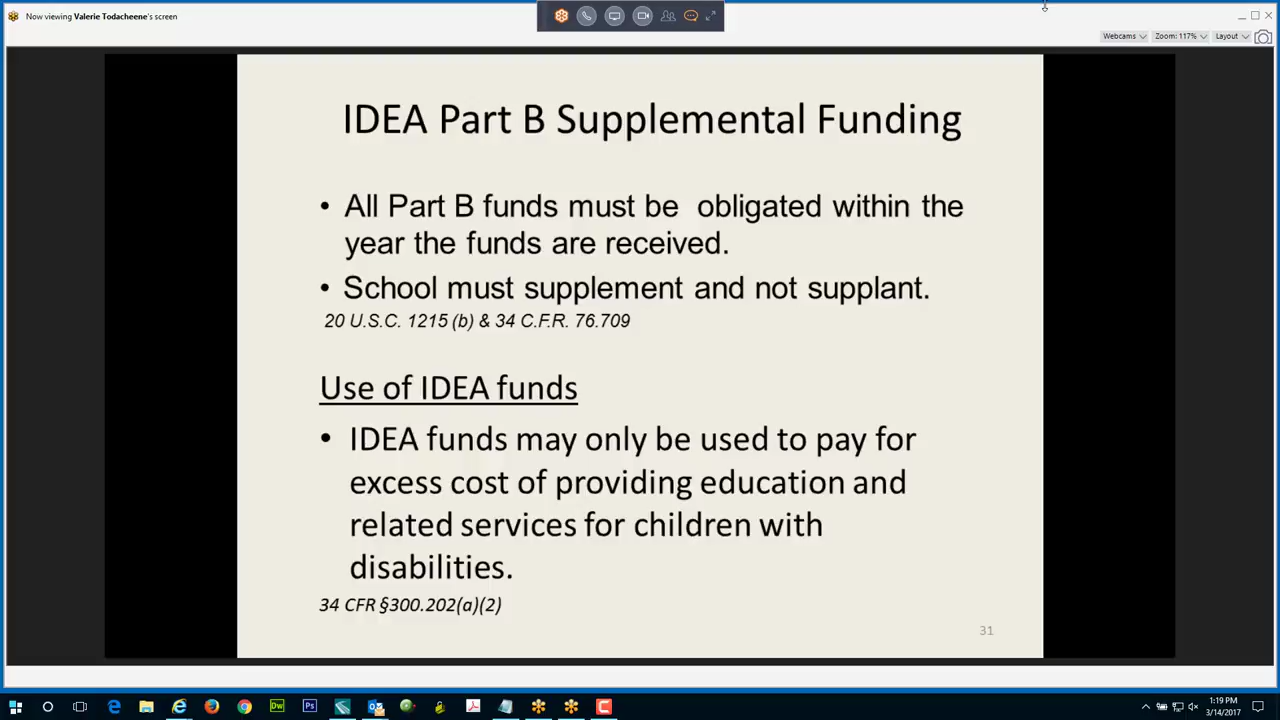 Now viewing Valerie Todacheene's screen
Webcams Zoom: 117% Layout
IDEA Part B Supplemental Funding
• All Part B funds must be obligated within the
year the funds are received.
• School must supplement and not supplant.
20 U.S.C. 1215 (b) & 34 C.F.R. 76.709
Use of IDEA funds
• IDEA funds may only be used to pay for
excess cost of providing education and
related services for children with
disabilities.
34 CFR §300.202(a)(2)
31
Dw Ps
1:19 PM
3/14/2017